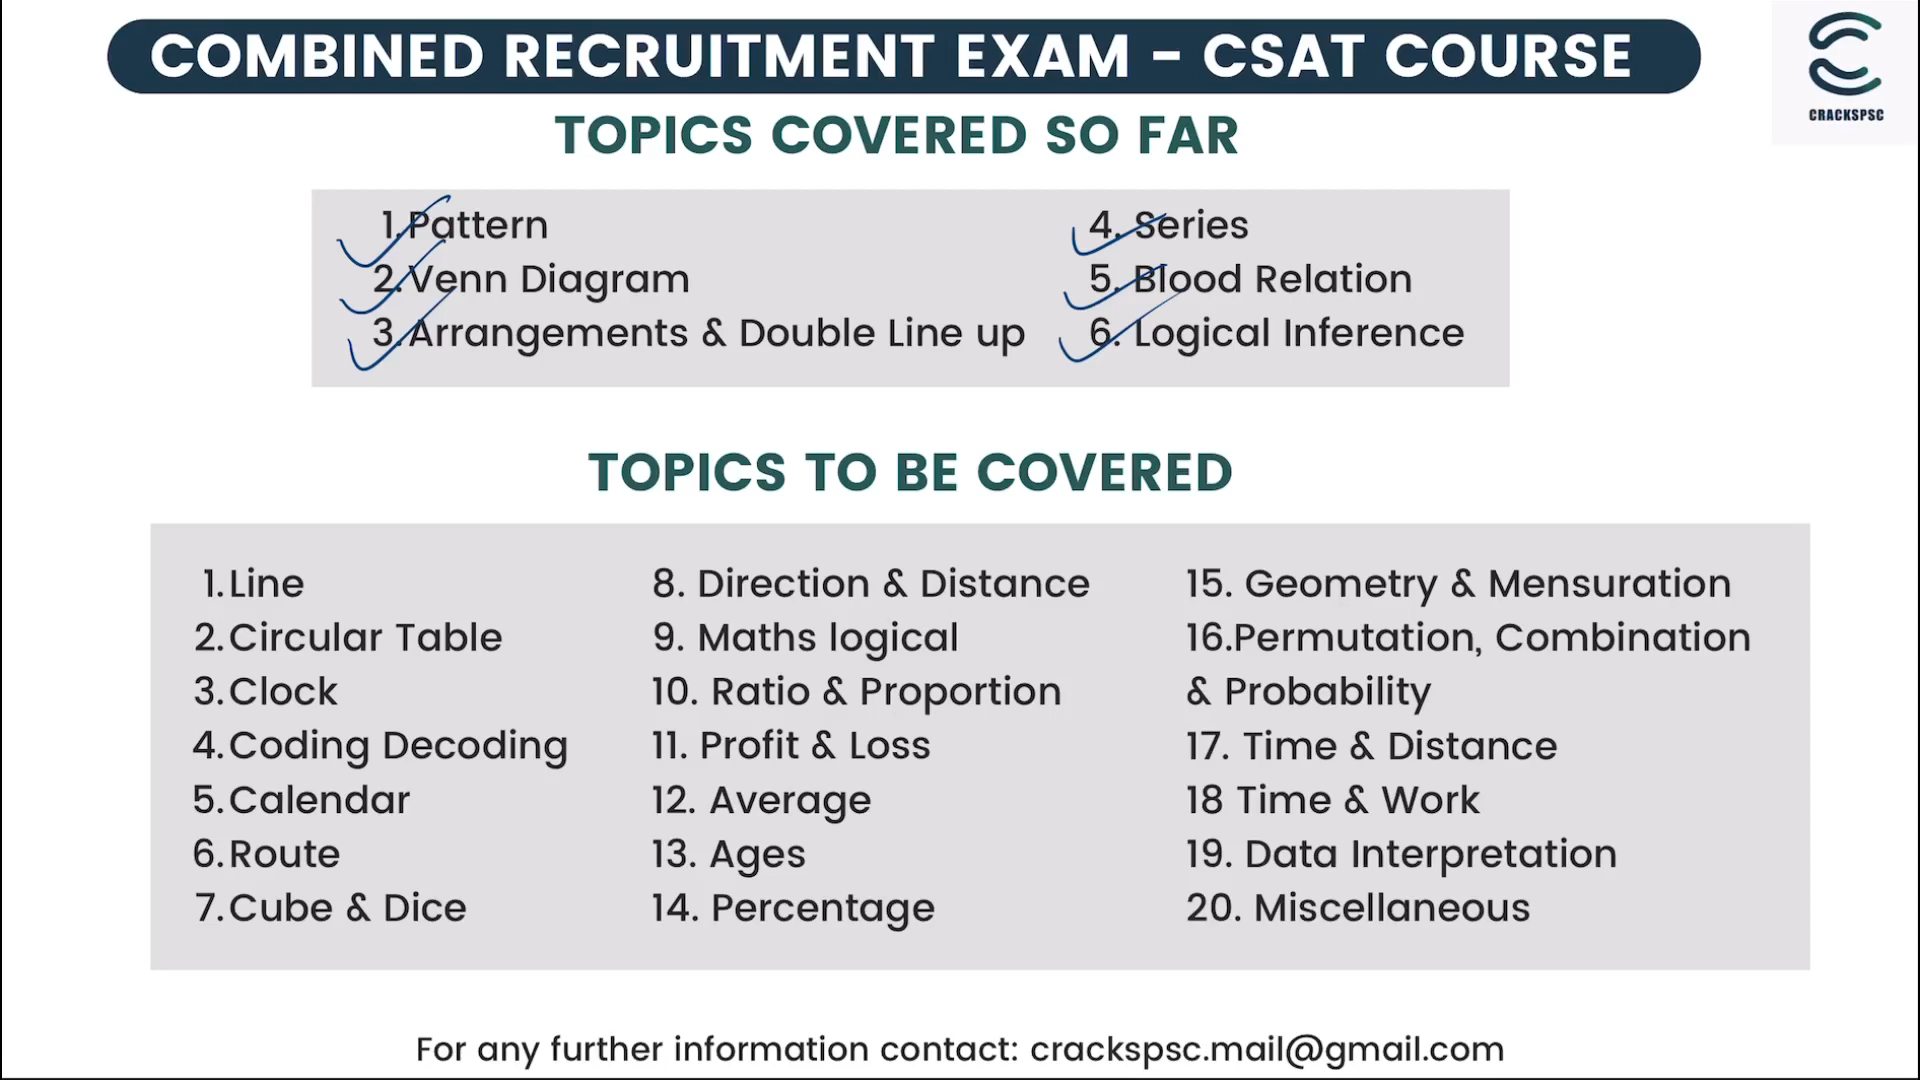 COMBINED RECRUITMENT EXAM - CSAT COURSE
CRACKSPSC
TOPICS COVERED SO FAR
1. Pattern
2. Venn Diagram
3. Arrangements & Double Line up
4. Series
5. Blood Relation
6. Logical Inference
TOPICS TO BE COVERED
1. Line
2. Circular Table
3. Clock
4. Coding Decoding
5. Calendar
6. Route
7. Cube & Dice
8. Direction & Distance
9. Maths logical
10. Ratio & Proportion
11. Profit & Loss
12. Average
13. Ages
14. Percentage
15. Geometry & Mensuration
16.Permutation, Combination
& Probability
17. Time & Distance
18 Time & Work
19. Data Interpretation
20. Miscellaneous
For any further information contact: crackspsc.mail@gmail.com